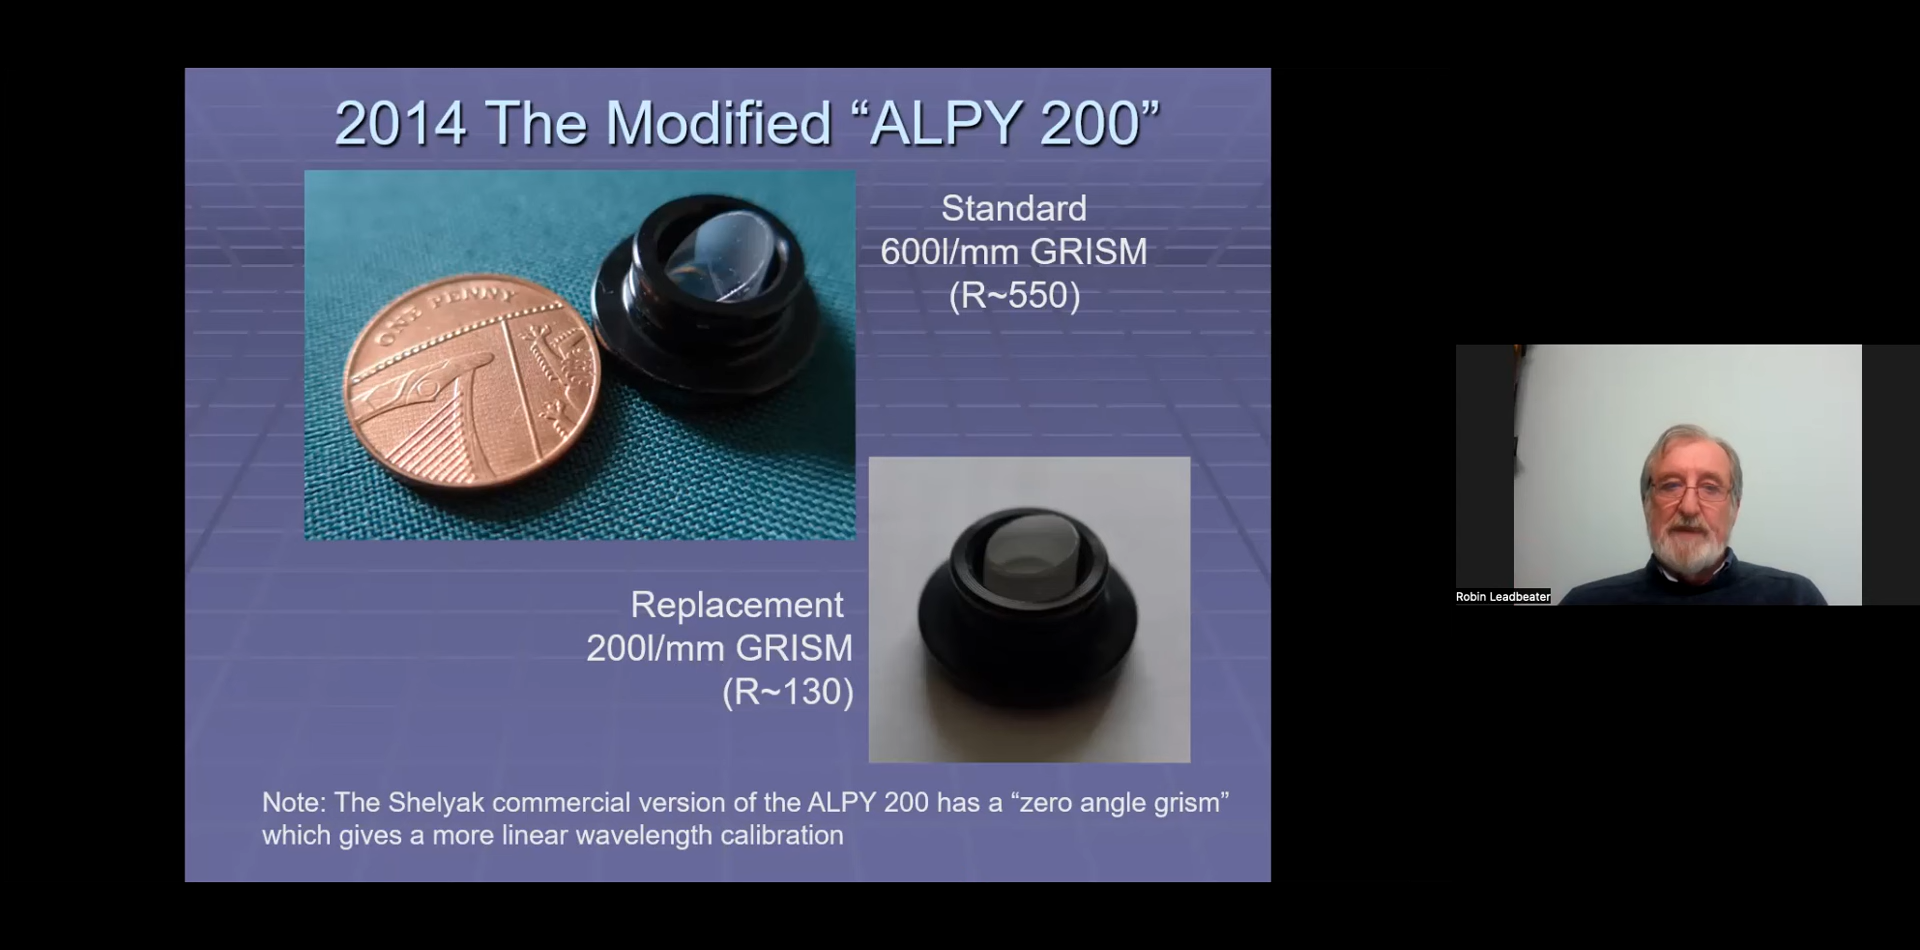 2014 The Modified “ALPY 200”
Standard
600l/mm GRISM
(R~550)
ONE PENNY
Replacement
200l/mm GRISM
(R~130)
Note: The Shelyak commercial version of the ALPY 200 has a “zero angle grism”
which gives a more linear wavelength calibration
Robin Leadbeater